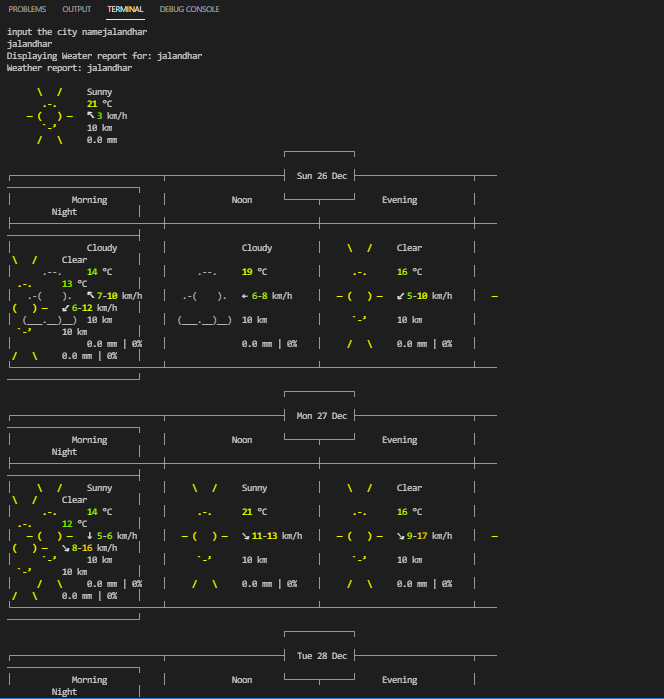 PROBLEMS OUTPUT TERMINAL DEBUG CONSOLE
input the city namejalandhar
jalandhar
Displaying Weater report for: jalandhar
Weather report: jalandhar
\ / Sunny
.-. 21 °C
― ( ) ― ↖ 3 km/h
`-’ 10 km
/ \ 0.0 mm
Sun 26 Dec
Morning Noon Evening
Night
Cloudy Cloudy \ / Clear
\ / Clear
.--. 14 °C .--. 19 °C .-. 16 °C
.-. 13 °C
.-( ). ↖ 7-10 km/h .-( ). ← 6-8 km/h ― ( ) ― ↙ 5-10 km/h ―
( ) ― ↙ 6-12 km/h
(___.__)__) 10 km (___.__)__) 10 km `-’ 10 km
`-’ 10 km
0.0 mm | 0% 0.0 mm | 0% / \ 0.0 mm | 0%
/ \ 0.0 mm | 0%
Mon 27 Dec
Morning Noon Evening
Night
\ / Sunny \ / Sunny \ / Clear
\ / Clear
.-. 14 °C .-. 21 °C .-. 16 °C
.-. 12 °C
― ( ) ― ↓ 5-6 km/h ― ( ) ― ↘ 11-13 km/h ― ( ) ― ↘ 9-17 km/h ―
( ) ― ↘ 8-16 km/h
`-’ 10 km `-’ 10 km `-’ 10 km
`-’ 10 km
/ \ 0.0 mm | 0% / \ 0.0 mm | 0% / \ 0.0 mm | 0%
/ \ 0.0 mm | 0%
Tue 28 Dec
Morning Noon Evening
Night